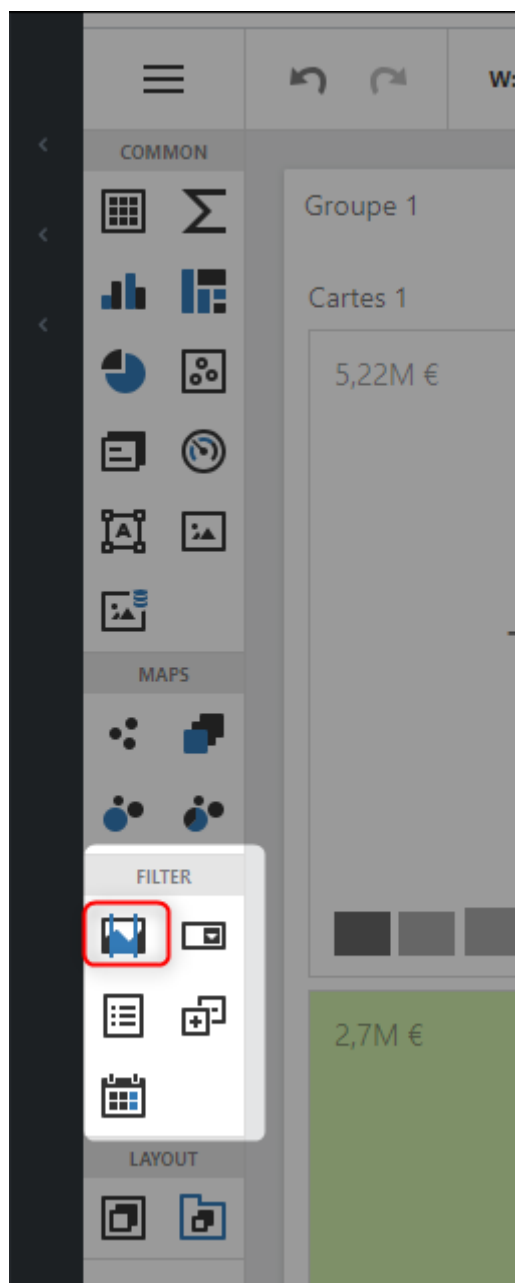 W:
COMMON
Groupe 1
Cartes 1
5,22M €
MAPS
FILTER
2,7M €
LAYOUT